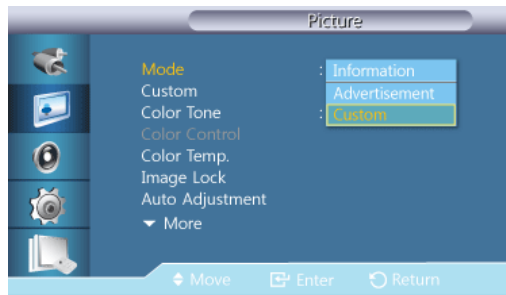 Picture
Mode : Information
Custom Advertisement
Color Tone : Custom
Color Control
Color Temp.
Image Lock
Auto Adjustment
More
Move Enter Return